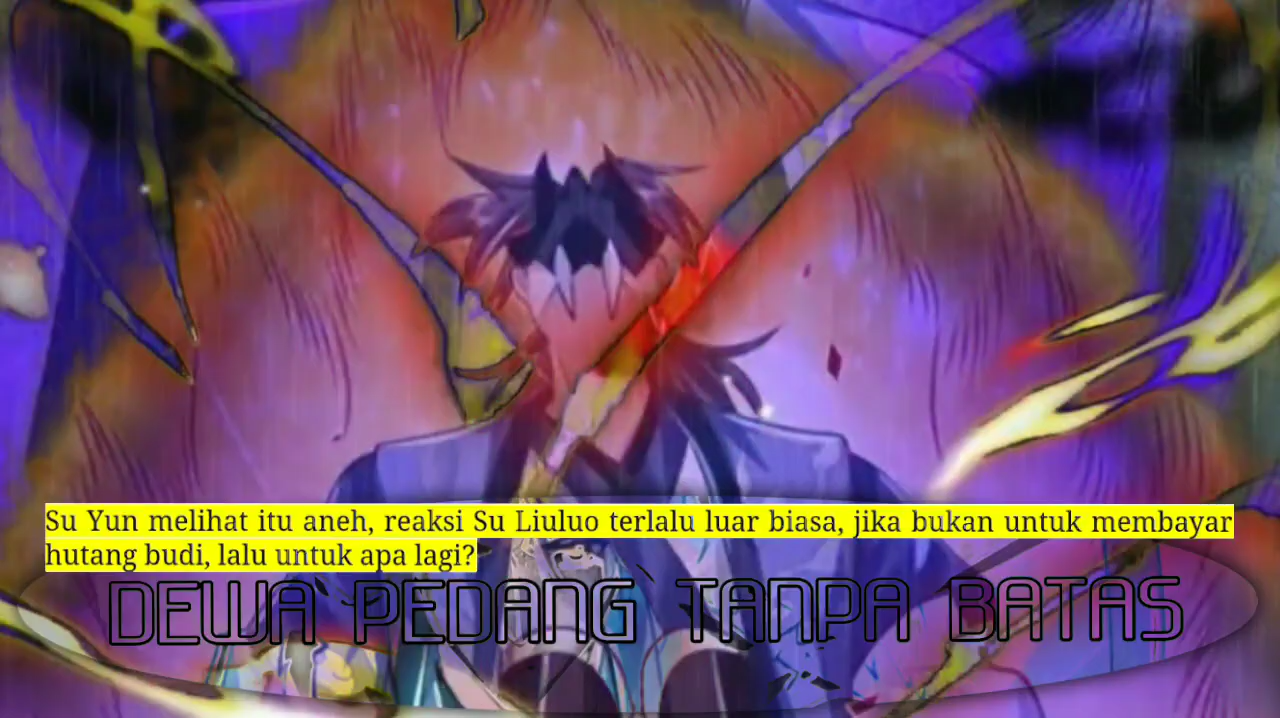 Su Yun melihat itu aneh, reaksi Su Liuluo terlalu luar biasa, jika bukan untuk membayar
hutang budi, lalu untuk apa lagi?
DEWA PEDANG TANPA BATAS